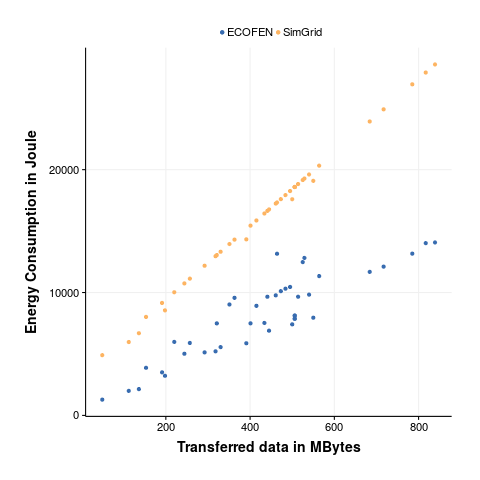 ECOFEN SimGrid
Energy Consumption in Joule
20000
10000
0
200 400 600 800
Transferred data in MBytes